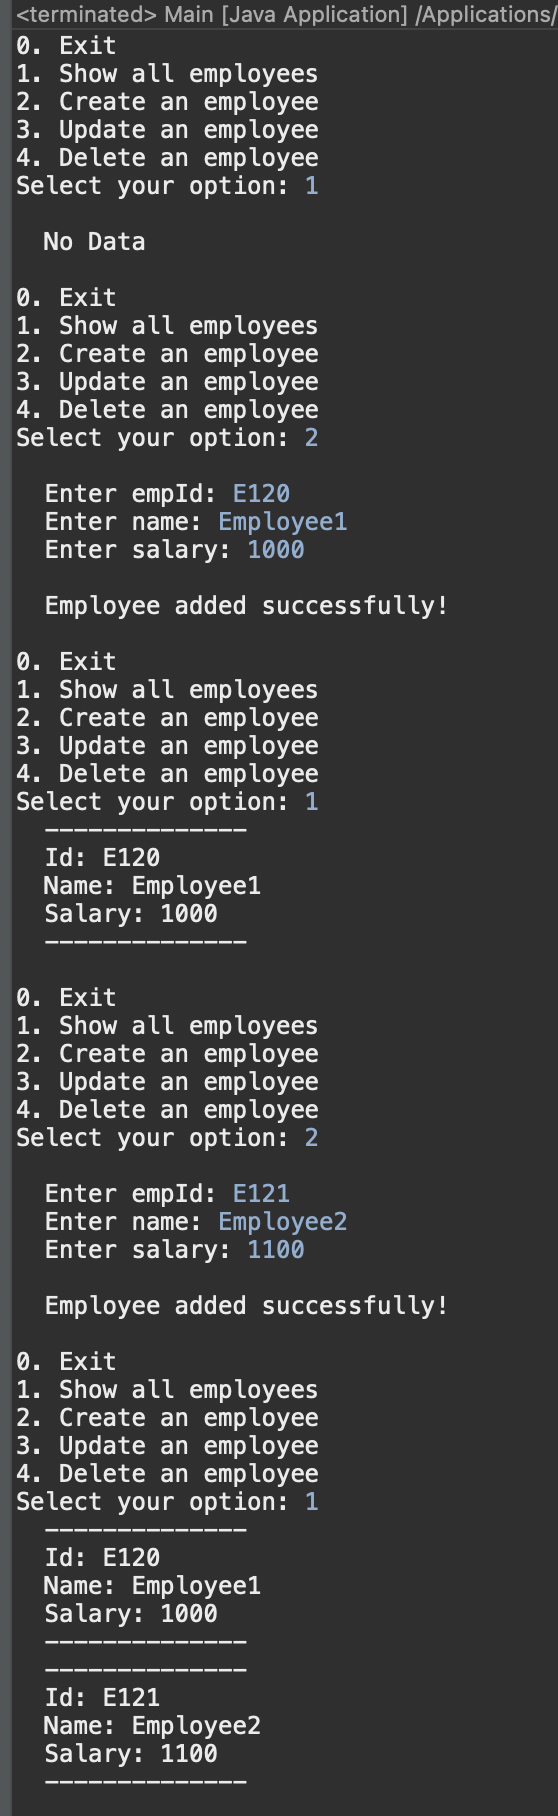 <terminated> Main [Java Application] /Applications/
0. Exit
1. Show all employees
2. Create an employee
3. Update an employee
4. Delete an employee
Select your option: 1
No Data
0. Exit
1. Show all employees
2. Create an employee
3. Update an employee
4. Delete an employee
Select your option: 2
Enter empId: E120
Enter name: Employee1
Enter salary: 1000
Employee added successfully!
0. Exit
1. Show all employees
2. Create an employee
3. Update an employee
4. Delete an employee
Select your option: 1
--------------
Id: E120
Name: Employee1
Salary: 1000
--------------
0. Exit
1. Show all employees
2. Create an employee
3. Update an employee
4. Delete an employee
Select your option: 2
Enter empId: E121
Enter name: Employee2
Enter salary: 1100
Employee added successfully!
0. Exit
1. Show all employees
2. Create an employee
3. Update an employee
4. Delete an employee
Select your option: 1
--------------
Id: E120
Name: Employee1
Salary: 1000
--------------
--------------
Id: E121
Name: Employee2
Salary: 1100
--------------